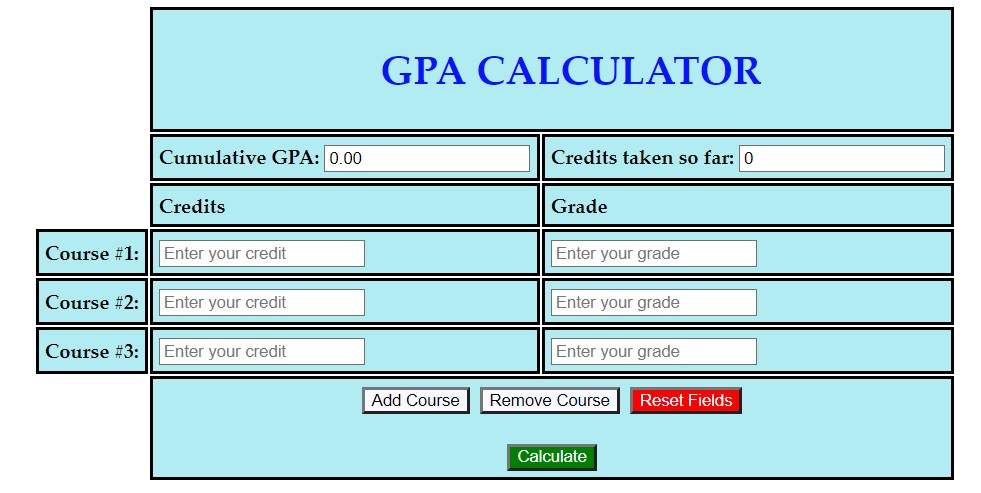 GPA CALCULATOR
Cumulative GPA: 0.00 Credits taken so far: 0
Credits Grade
Course #1: Enter your credit Enter your grade
Course #2: Enter your credit Enter your grade
Course #3: Enter your credit Enter your grade
Add Course Remove Course Reset Fields
Calculate